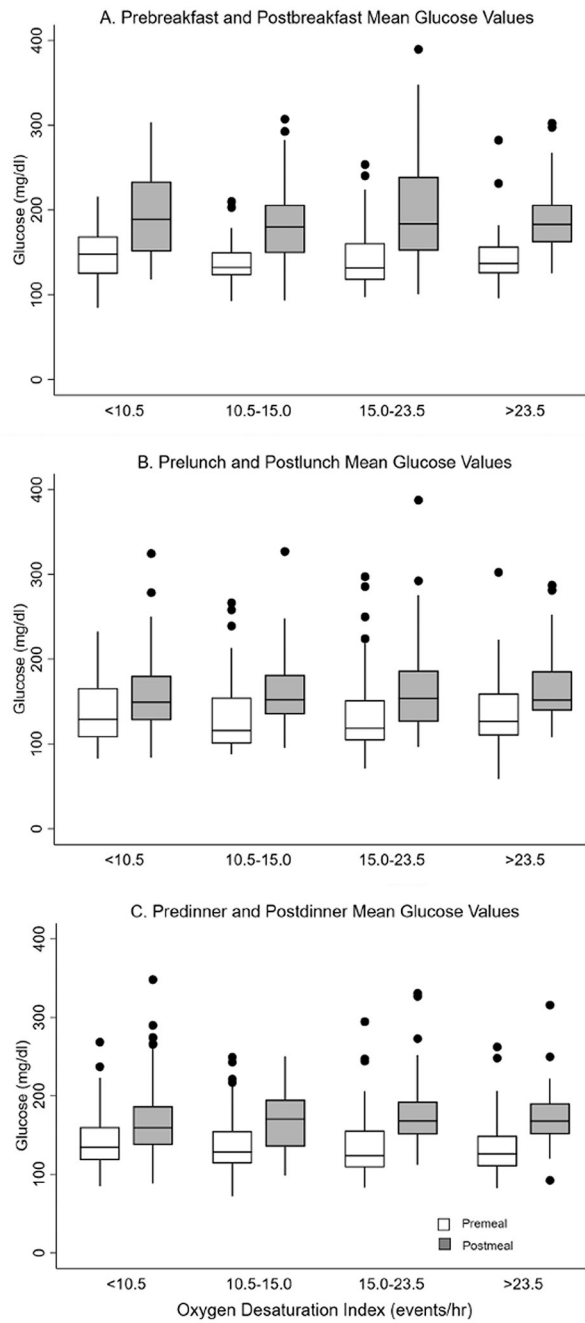 A. Prebreakfast and Postbreakfast Mean Glucose Values
Glucose (mg/dl)
400
300
200
100
0
<10.5 10.5-15.0 15.0-23.5 >23.5
B. Prelunch and Postlunch Mean Glucose Values
Glucose (mg/dl)
400
300
200
100
0
<10.5 10.5-15.0 15.0-23.5 >23.5
C. Predinner and Postdinner Mean Glucose Values
Glucose (mg/dl)
400
300
200
100
0
Premeal
Postmeal
<10.5 10.5-15.0 15.0-23.5 >23.5
Oxygen Desaturation Index (events/hr)